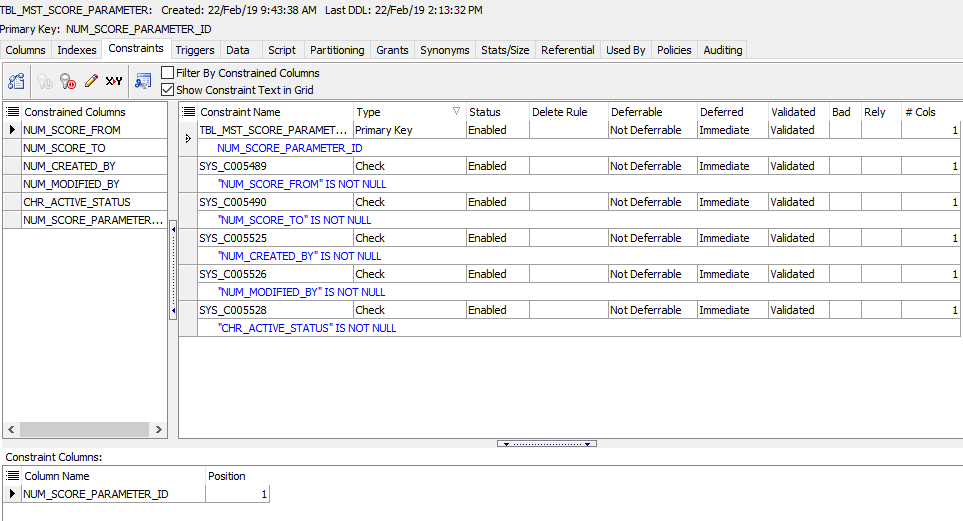 TBL_MST_SCORE_PARAMETER: Created: 22/Feb/19 9:43:38 AM Last DDL: 22/Feb/19 2:13:32 PM
Primary Key: NUM_SCORE_PARAMETER_ID
Columns Indexes Constraints Triggers Data Script Partitioning Grants Synonyms Stats/Size Referential Used By Policies Auditing
X+Y Filter By Constrained Columns
Show Constraint Text in Grid
Constrained Columns Constraint Name Type Status Delete Rule Deferrable Deferred Validated Bad Rely # Cols
NUM_SCORE_FROM TBL_MST_SCORE_PARAMET... Primary Key Enabled Not Deferrable Immediate Validated 1
NUM_SCORE_TO NUM_SCORE_PARAMETER_ID
NUM_CREATED_BY SYS_C005489 Check Enabled Not Deferrable Immediate Validated 1
NUM_MODIFIED_BY "NUM_SCORE_FROM" IS NOT NULL
CHR_ACTIVE_STATUS SYS_C005490 Check Enabled Not Deferrable Immediate Validated 1
NUM_SCORE_PARAMETER... "NUM_SCORE_TO" IS NOT NULL
SYS_C005525 Check Enabled Not Deferrable Immediate Validated 1
"NUM_CREATED_BY" IS NOT NULL
SYS_C005526 Check Enabled Not Deferrable Immediate Validated 1
"NUM_MODIFIED_BY" IS NOT NULL
SYS_C005528 Check Enabled Not Deferrable Immediate Validated 1
"CHR_ACTIVE_STATUS" IS NOT NULL
Constraint Columns:
Column Name Position
NUM_SCORE_PARAMETER_ID 1